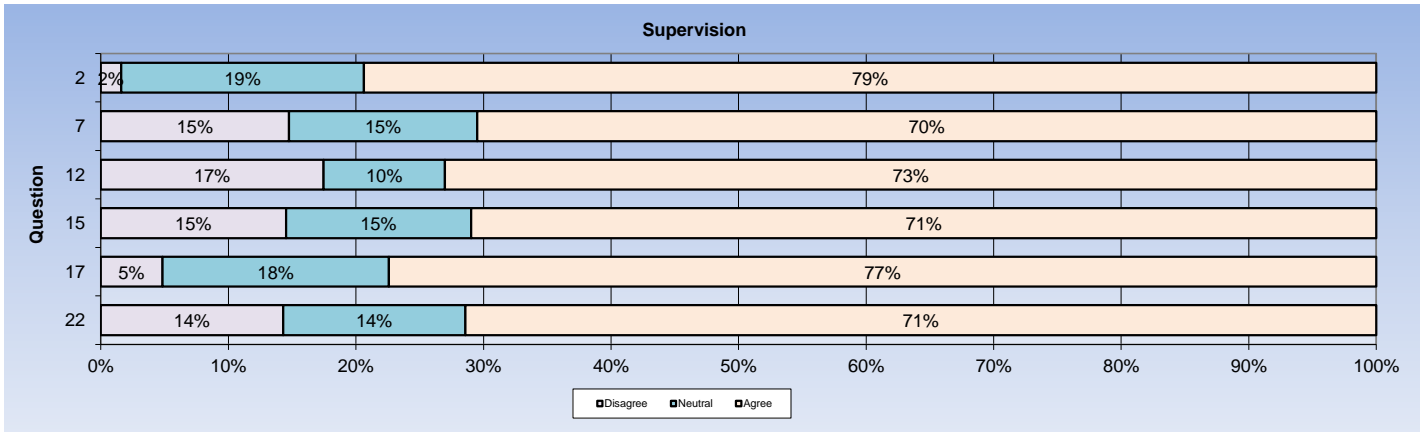 Supervision
Question
2 2% 19% 79%
7 15% 15% 70%
12 17% 10% 73%
15 15% 15% 71%
17 5% 18% 77%
22 14% 14% 71%
0% 10% 20% 30% 40% 50% 60% 70% 80% 90% 100%
Disagree Neutral Agree